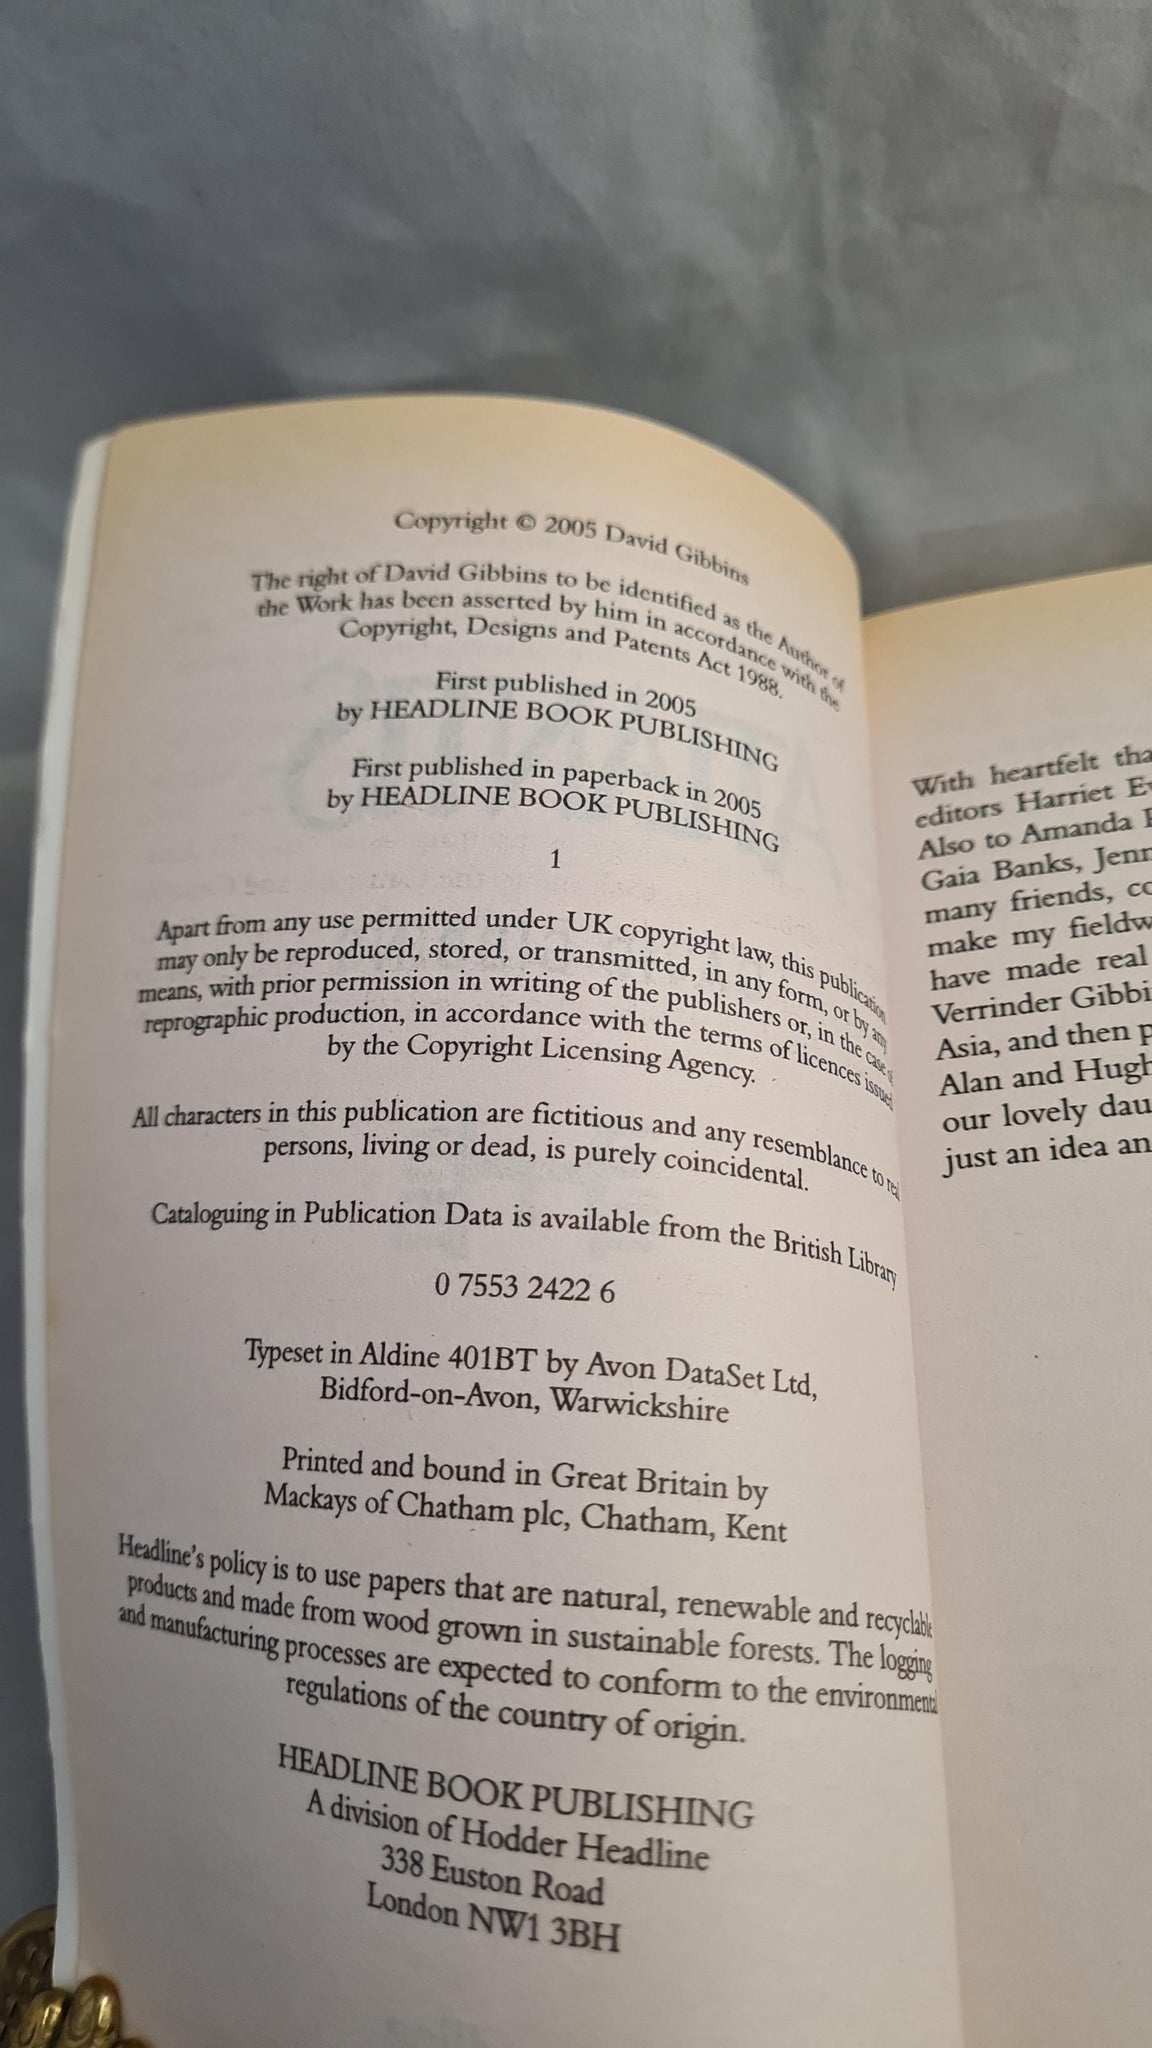 Copyright © 2005 David Gibbins
The right of David Gibbins to be identified as the Author of
the Work has been asserted by him in accordance with the
Copyright, Designs and Patents Act 1988.
First published in 2005
by HEADLINE BOOK PUBLISHING
First published in paperback in 2005
by HEADLINE BOOK PUBLISHING
1
Apart from any use permitted under UK copyright law, this publication
may only be reproduced, stored, or transmitted, in any form, or by any
means, with prior permission in writing of the publishers or, in the case of
reprographic production, in accordance with the terms of licences issued
by the Copyright Licensing Agency.
All characters in this publication are fictitious and any resemblance to real
persons, living or dead, is purely coincidental.
Cataloguing in Publication Data is available from the British Library
0 7553 2422 6
Typeset in Aldine 401BT by Avon DataSet Ltd,
Bidford-on-Avon, Warwickshire
Printed and bound in Great Britain by
Mackays of Chatham plc, Chatham, Kent
Headline's policy is to use papers that are natural, renewable and recyclable
products and made from wood grown in sustainable forests. The logging
and manufacturing processes are expected to conform to the environmental
regulations of the country of origin.
HEADLINE BOOK PUBLISHING
A division of Hodder Headline
338 Euston Road
London NW1 3BH
With heartfelt tha
editors Harriet Ev
Also to Amanda
Gaia Banks, Jenn
many friends, co
make my fieldw
have made real
Verrinder Gibbi
Asia, and then p
Alan and Hugh
our lovely dau
just an idea an